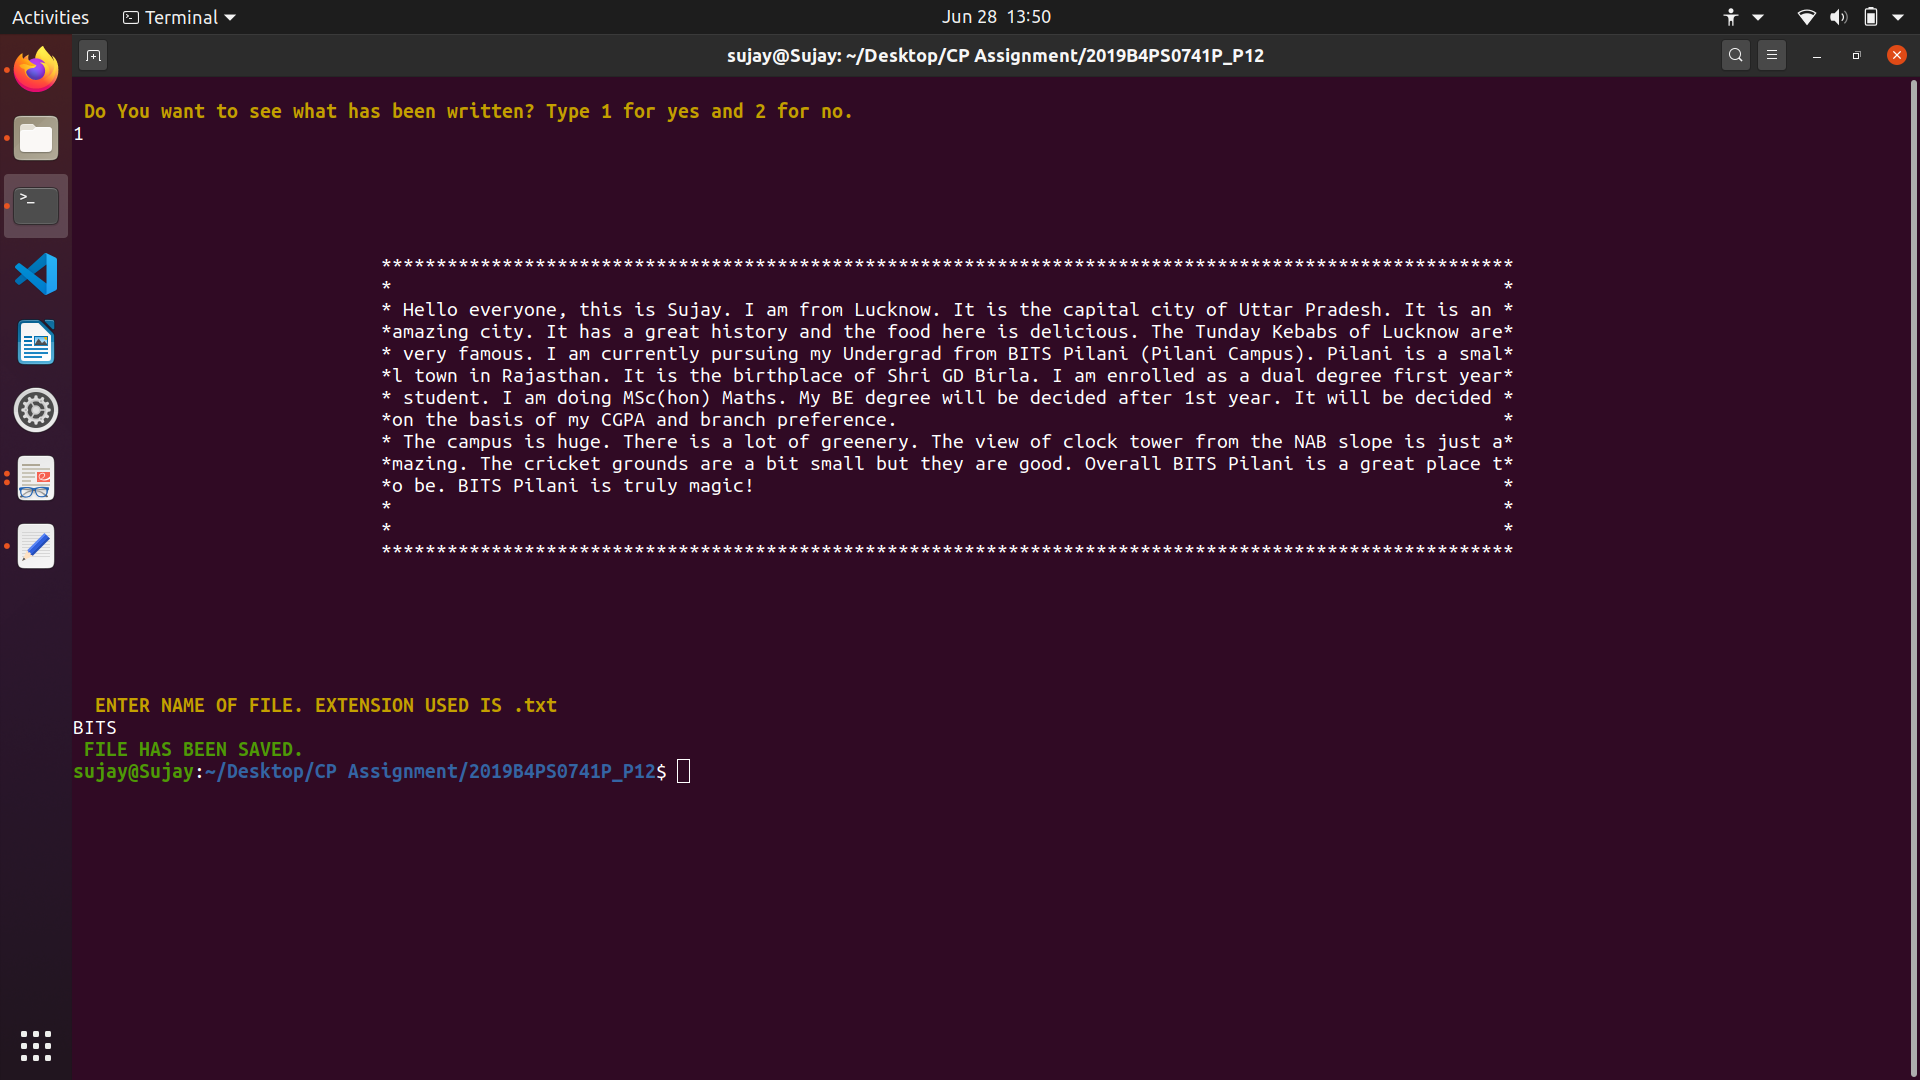 Activities Terminal Jun 28 13:50
sujay@Sujay: ~/Desktop/CP Assignment/2019B4PS0741P_P12
Do You want to see what has been written? Type 1 for yes and 2 for no.
1
*******************************************************************************************************
* *
* Hello everyone, this is Sujay. I am from Lucknow. It is the capital city of Uttar Pradesh. It is an *
*amazing city. It has a great history and the food here is delicious. The Tunday Kebabs of Lucknow are*
* very famous. I am currently pursuing my Undergrad from BITS Pilani (Pilani Campus). Pilani is a smal*
*l town in Rajasthan. It is the birthplace of Shri GD Birla. I am enrolled as a dual degree first year*
* student. I am doing MSc(hon) Maths. My BE degree will be decided after 1st year. It will be decided *
*on the basis of my CGPA and branch preference. *
* The campus is huge. There is a lot of greenery. The view of clock tower from the NAB slope is just a*
*mazing. The cricket grounds are a bit small but they are good. Overall BITS Pilani is a great place t*
*o be. BITS Pilani is truly magic! *
* *
* *
*******************************************************************************************************
ENTER NAME OF FILE. EXTENSION USED IS .txt
BITS
FILE HAS BEEN SAVED.
sujay@Sujay:~/Desktop/CP Assignment/2019B4PS0741P_P12$